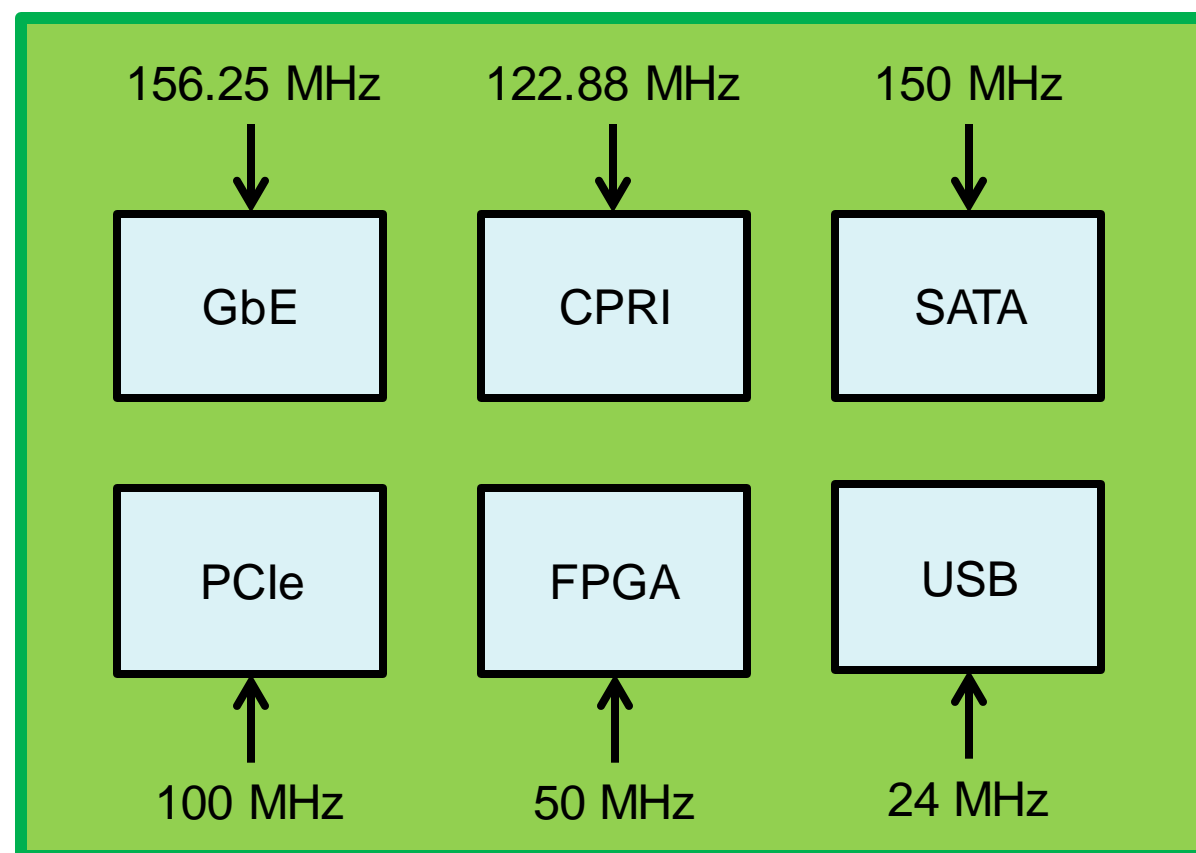 156.25 MHz
122.88 MHz
150 MHz
GbE
CPRI
SATA
PCIe
FPGA
USB
100 MHz
50 MHz
24 MHz